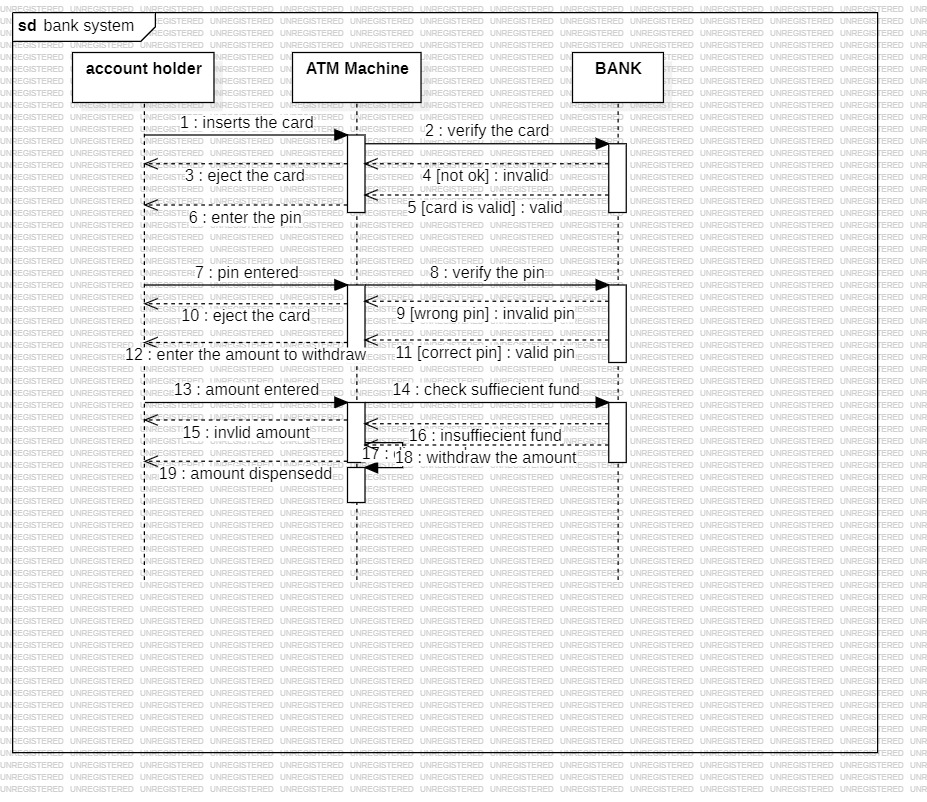 sd bank system
account holder
ATM Machine
BANK
1 : inserts the card
2 : verify the card
3 : eject the card
4 [not ok] : invalid
5 [card is valid] : valid
6 : enter the pin
7 : pin entered
8 : verify the pin
9 [wrong pin] : invalid pin
10 : eject the card
11 [correct pin] : valid pin
12 : enter the amount to withdraw
13 : amount entered
14 : check suffiecient fund
15 : invlid amount
16 : insuffiecient fund
17 :
18 : withdraw the amount
19 : amount dispensedd
UNREGISTERED